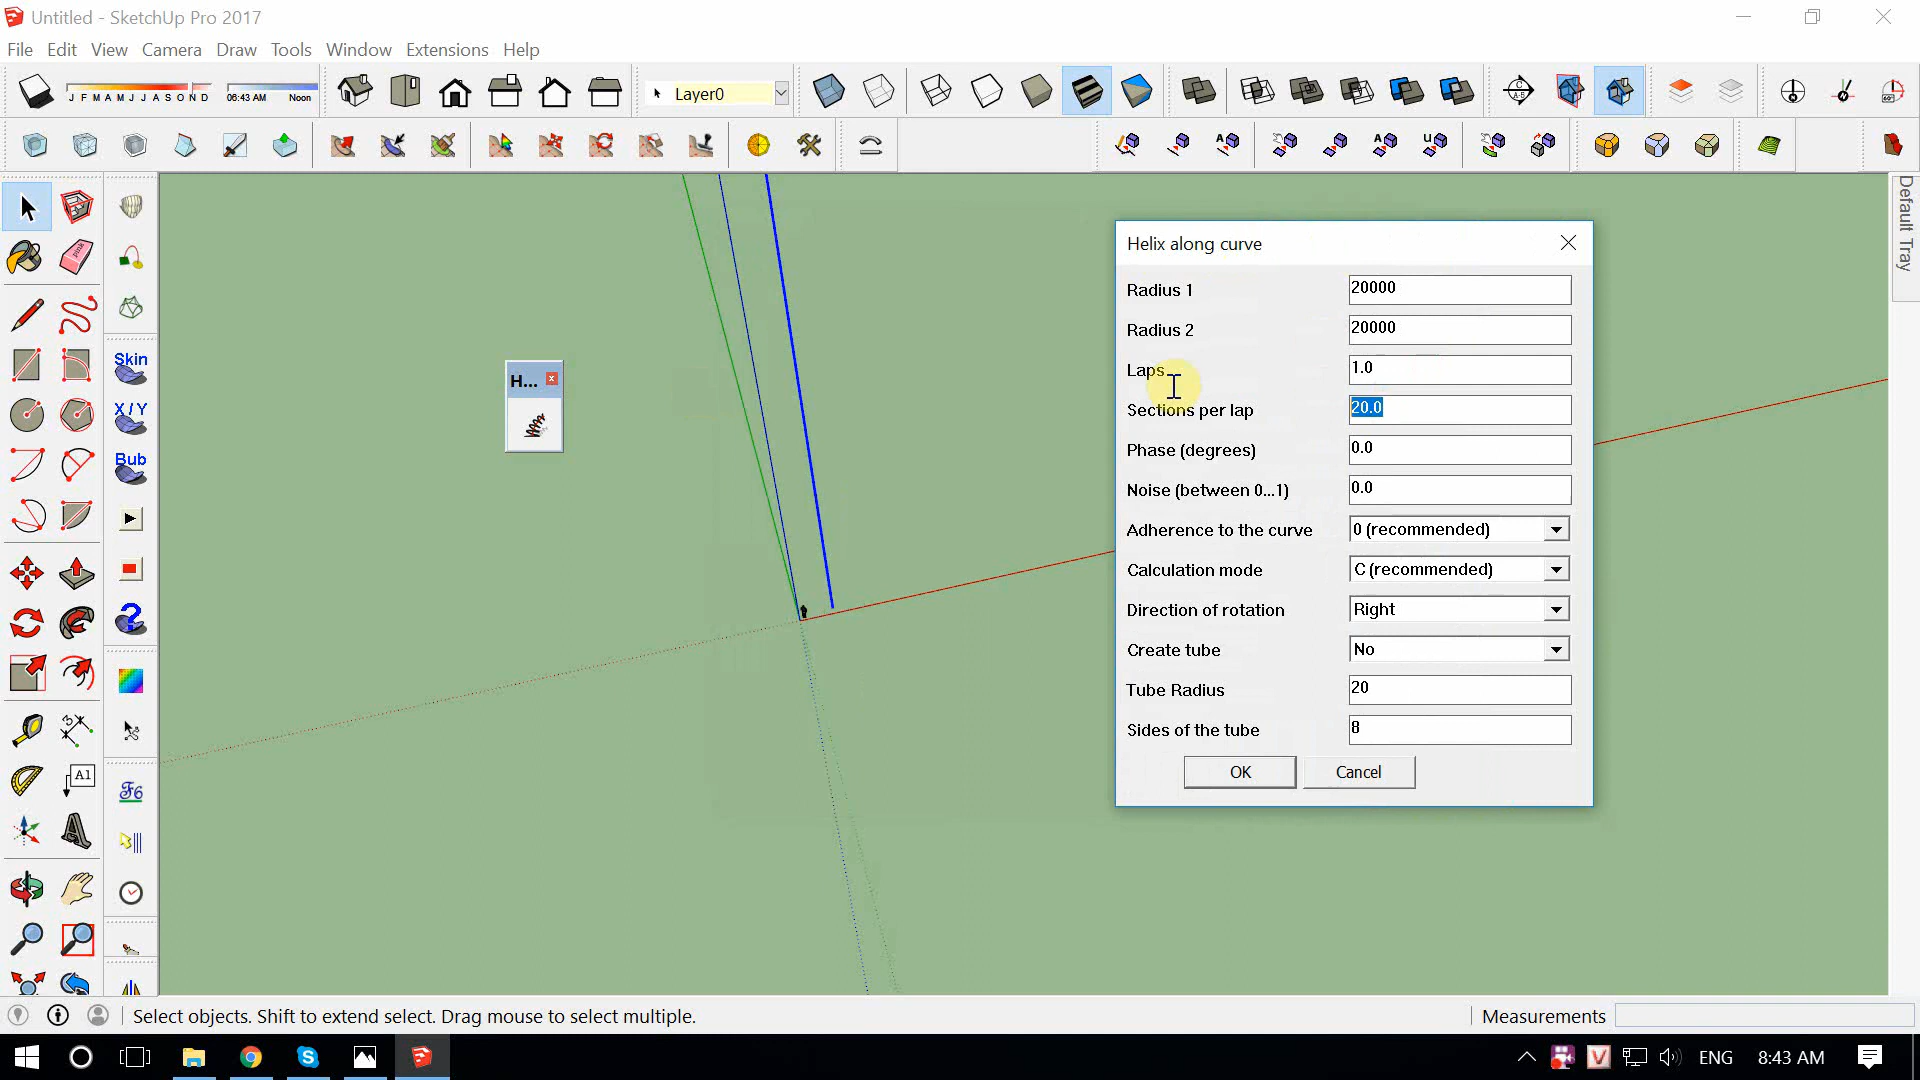 Untitled - SketchUp Pro 2017
File Edit View Camera Draw Tools Window Extensions Help
J F M A M J J A S O N D
06:43 AM Noon
Layer0
Default Tray
Skin
X/Y
Bub
A1
H...
Helix along curve
Radius 1 20000
Radius 2 20000
Laps 1.0
Sections per lap 20.0
Phase (degrees) 0.0
Noise (between 0...1) 0.0
Adherence to the curve 0 (recommended)
Calculation mode C (recommended)
Direction of rotation Right
Create tube No
Tube Radius 20
Sides of the tube 8
OK Cancel
Select objects. Shift to extend select. Drag mouse to select multiple.
Measurements
ENG 8:43 AM